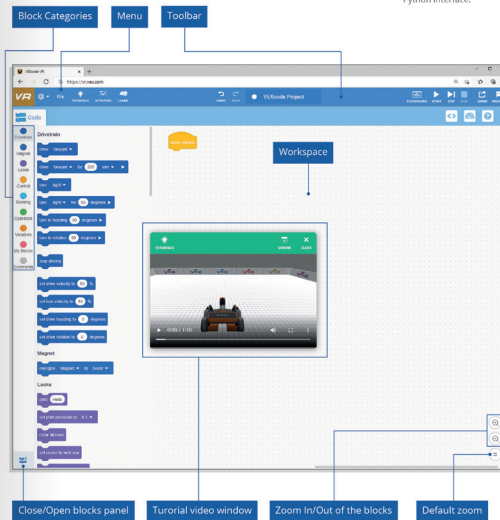 Python interface.
Block Categories
Menu
Toolbar
VEXcode VR
https://vr.vex.com
VR
File
TUTORIALS
ACTIVITIES
LEARN
UNDO
REDO
VEXcode Project
PLAYGROUND
START
STEP
STOP
SHARE
Code
Drivetrain
Magnet
Looks
Control
Sensing
Operators
Variables
My Blocks
Comments
Drivetrain
drive forward
drive forward for 200 mm
turn right
turn right for 90 degrees
turn to heading 90 degrees
turn to rotation 90 degrees
stop driving
set drive velocity to 50 %
set turn velocity to 50 %
set drive heading to 0 degrees
set drive rotation to 0 degrees
Magnet
energize Magnet to boost
Looks
print
set print precision to 0.1
clear all rows
set cursor to next row
when started
Workspace
TUTORIALS
SHRINK
CLOSE
0:00 / 1:10
Close/Open blocks panel
Turorial video window
Zoom In/Out of the blocks
Default zoom